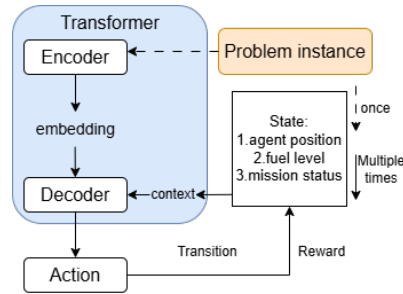 Transformer
Encoder
Problem instance
embedding
State:
1.agent position
2.fuel level
3.mission status
once
Multiple
times
Decoder
context
Transition
Reward
Action